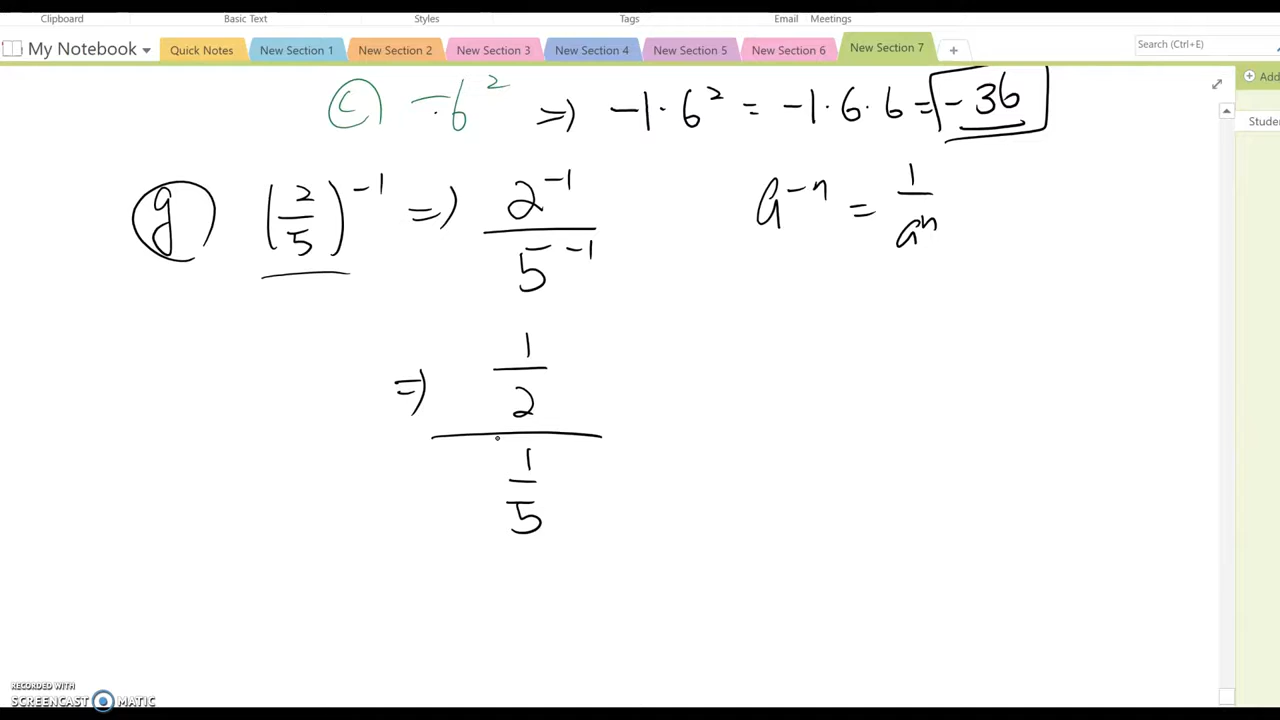 Clipboard Basic Text Styles Tags Email Meetings
My Notebook Quick Notes New Section 1 New Section 2 New Section 3 New Section 4 New Section 5 New Section 6 New Section 7 + Search (Ctrl+E)
Add
Stude
(c) -6² => -1·6² = -1·6·6 = -36
(g) (2/5)⁻¹ => 2⁻¹/5⁻¹ a⁻ⁿ = 1/aⁿ
=> (1/2)/(1/5)
RECORDED WITH
SCREENCAST MATIC